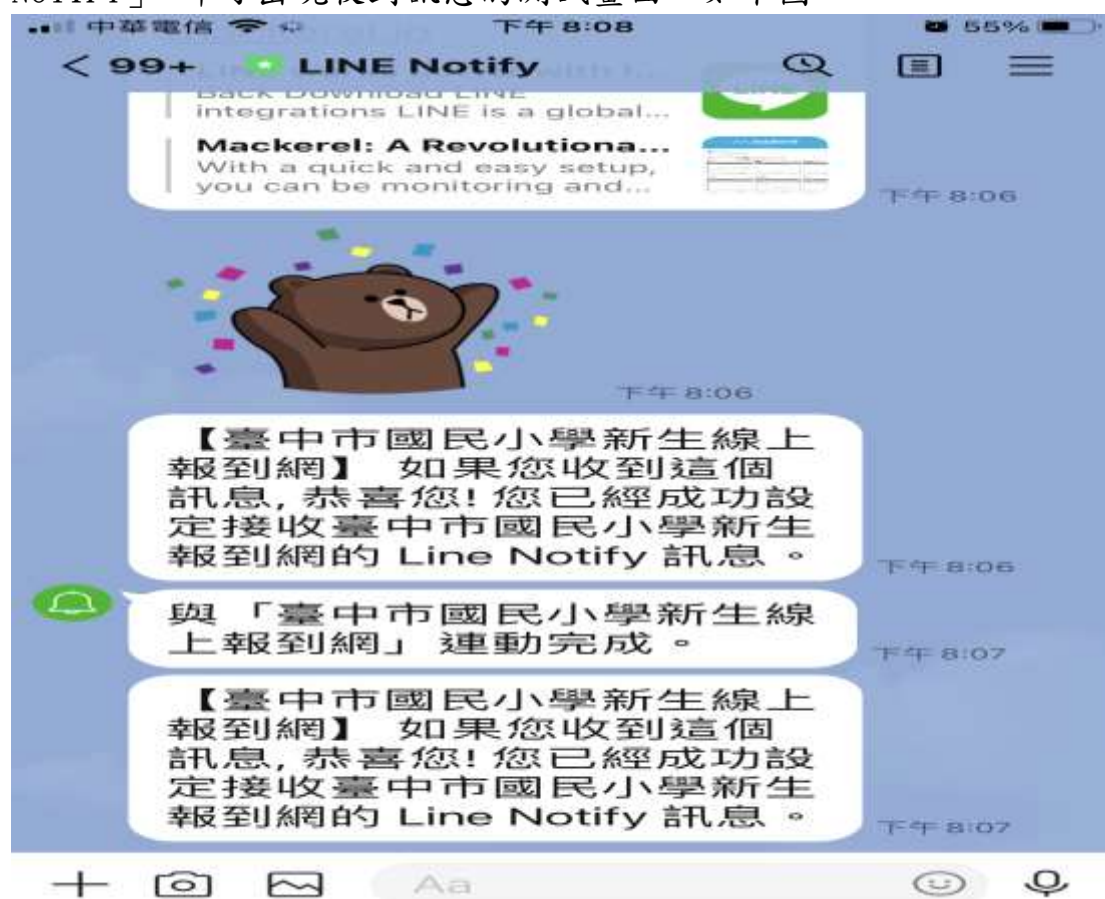 中華電信 下午 8:08 55%
< 99+ LINE Notify
Back Download LINE
integrations LINE is a global...
Mackerel: A Revolutiona...
With a quick and easy setup,
you can be monitoring and...
下午 8:06
下午 8:06
【臺中市國民小學新生線上
報到網】 如果您收到這個
訊息, 恭喜您! 您已經成功設
定接收臺中市國民小學新生
報到網的 Line Notify 訊息。
下午 8:06
與「臺中市國民小學新生線
上報到網」連動完成。
下午 8:07
【臺中市國民小學新生線上
報到網】 如果您收到這個
訊息, 恭喜您! 您已經成功設
定接收臺中市國民小學新生
報到網的 Line Notify 訊息。
下午 8:07
Aa